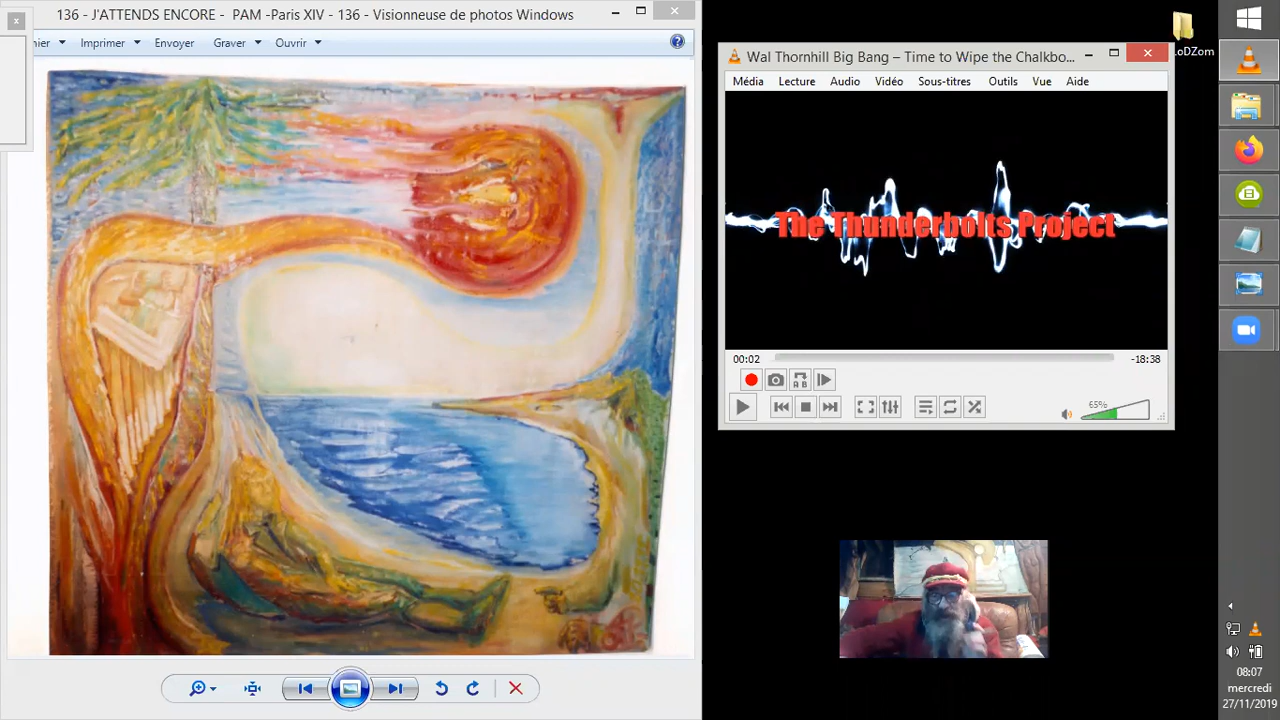 136 - J'ATTENDS ENCORE - PAM -Paris XIV - 136 - Visionneuse de photos Windows
Imprimer Envoyer Graver Ouvrir
Wal Thornhill Big Bang – Time to Wipe the Chalkbo...
Média Lecture Audio Vidéo Sous-titres Outils Vue Aide
The Thunderbolts Project
00:02 -18:38
65%
08:07
mercredi
27/11/2019